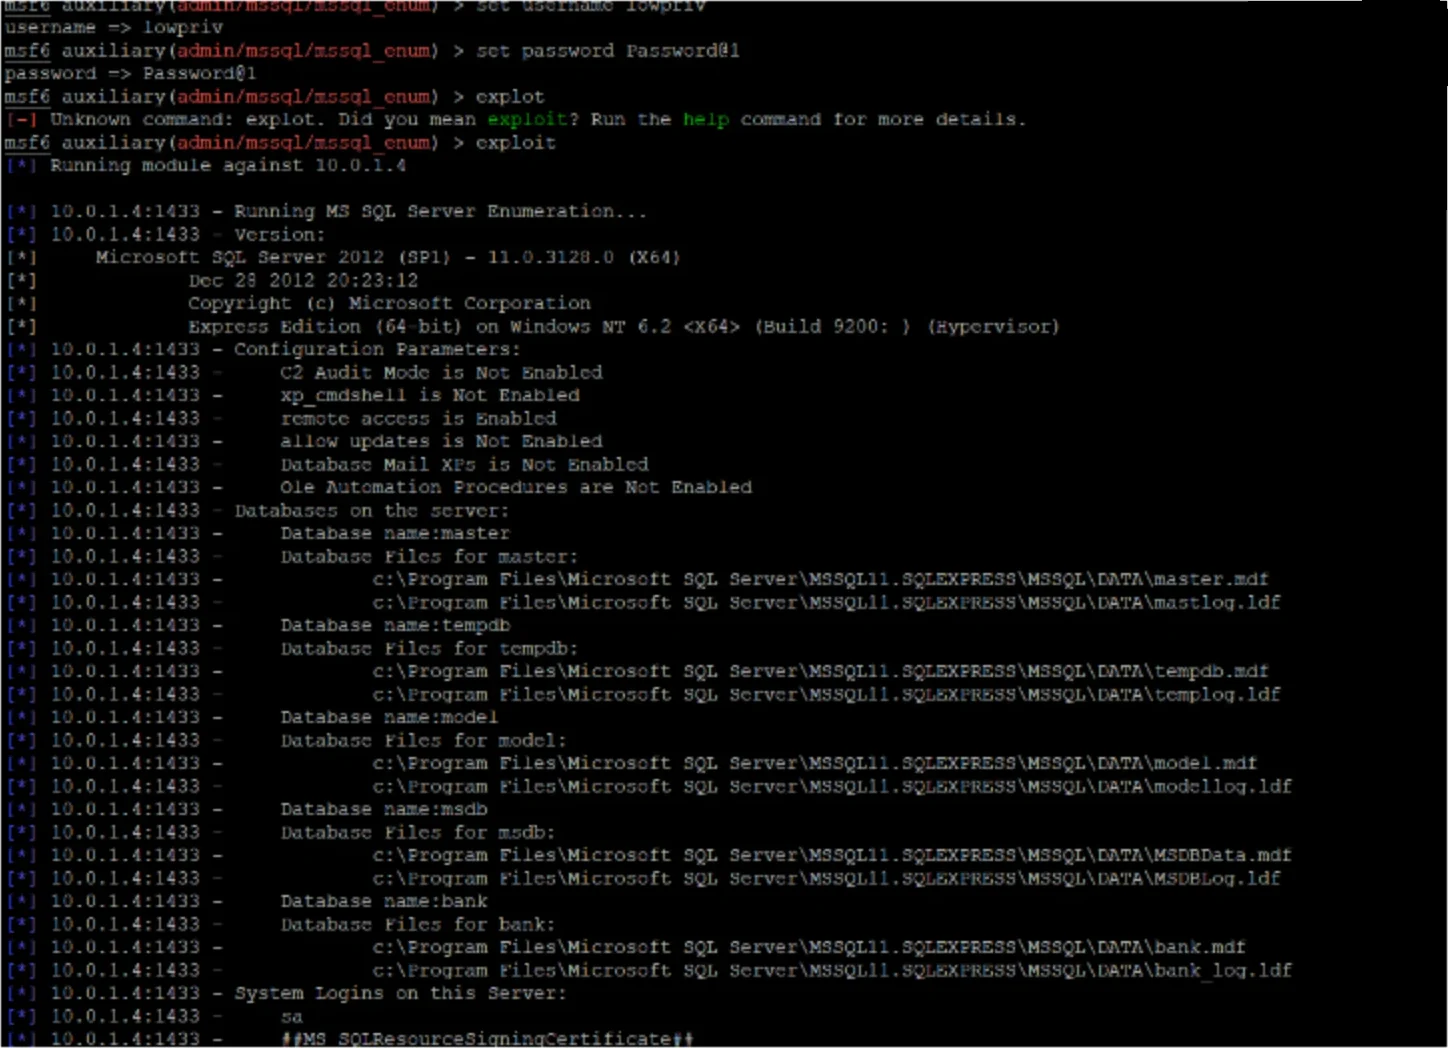 msf6 auxiliary(admin/mssql/mssql_enum) > set username lowpriv
username => lowpriv
msf6 auxiliary(admin/mssql/mssql_enum) > set password Password@1
password => Password@1
msf6 auxiliary(admin/mssql/mssql_enum) > explot
[-] Unknown command: explot. Did you mean exploit? Run the help command for more details.
msf6 auxiliary(admin/mssql/mssql_enum) > exploit
[*] Running module against 10.0.1.4
[*] 10.0.1.4:1433 - Running MS SQL Server Enumeration...
[*] 10.0.1.4:1433 - Version:
[*] Microsoft SQL Server 2012 (SP1) - 11.0.3128.0 (X64)
[*] Dec 28 2012 20:23:12
[*] Copyright (c) Microsoft Corporation
[*] Express Edition (64-bit) on Windows NT 6.2 <X64> (Build 9200: ) (Hypervisor)
[*] 10.0.1.4:1433 - Configuration Parameters:
[*] 10.0.1.4:1433 - C2 Audit Mode is Not Enabled
[*] 10.0.1.4:1433 - xp_cmdshell is Not Enabled
[*] 10.0.1.4:1433 - remote access is Enabled
[*] 10.0.1.4:1433 - allow updates is Not Enabled
[*] 10.0.1.4:1433 - Database Mail XPs is Not Enabled
[*] 10.0.1.4:1433 - Ole Automation Procedures are Not Enabled
[*] 10.0.1.4:1433 - Databases on the server:
[*] 10.0.1.4:1433 - Database name:master
[*] 10.0.1.4:1433 - Database Files for master:
[*] 10.0.1.4:1433 - c:\Program Files\Microsoft SQL Server\MSSQL11.SQLEXPRESS\MSSQL\DATA\master.mdf
[*] 10.0.1.4:1433 - c:\Program Files\Microsoft SQL Server\MSSQL11.SQLEXPRESS\MSSQL\DATA\mastlog.ldf
[*] 10.0.1.4:1433 - Database name:tempdb
[*] 10.0.1.4:1433 - Database Files for tempdb:
[*] 10.0.1.4:1433 - c:\Program Files\Microsoft SQL Server\MSSQL11.SQLEXPRESS\MSSQL\DATA\tempdb.mdf
[*] 10.0.1.4:1433 - c:\Program Files\Microsoft SQL Server\MSSQL11.SQLEXPRESS\MSSQL\DATA\templog.ldf
[*] 10.0.1.4:1433 - Database name:model
[*] 10.0.1.4:1433 - Database Files for model:
[*] 10.0.1.4:1433 - c:\Program Files\Microsoft SQL Server\MSSQL11.SQLEXPRESS\MSSQL\DATA\model.mdf
[*] 10.0.1.4:1433 - c:\Program Files\Microsoft SQL Server\MSSQL11.SQLEXPRESS\MSSQL\DATA\modellog.ldf
[*] 10.0.1.4:1433 - Database name:msdb
[*] 10.0.1.4:1433 - Database Files for msdb:
[*] 10.0.1.4:1433 - c:\Program Files\Microsoft SQL Server\MSSQL11.SQLEXPRESS\MSSQL\DATA\MSDBData.mdf
[*] 10.0.1.4:1433 - c:\Program Files\Microsoft SQL Server\MSSQL11.SQLEXPRESS\MSSQL\DATA\MSDBLog.ldf
[*] 10.0.1.4:1433 - Database name:bank
[*] 10.0.1.4:1433 - Database Files for bank:
[*] 10.0.1.4:1433 - c:\Program Files\Microsoft SQL Server\MSSQL11.SQLEXPRESS\MSSQL\DATA\bank.mdf
[*] 10.0.1.4:1433 - c:\Program Files\Microsoft SQL Server\MSSQL11.SQLEXPRESS\MSSQL\DATA\bank_log.ldf
[*] 10.0.1.4:1433 - System Logins on this Server:
[*] 10.0.1.4:1433 - sa
[*] 10.0.1.4:1433 - ##MS_SQLResourceSigningCertificate##